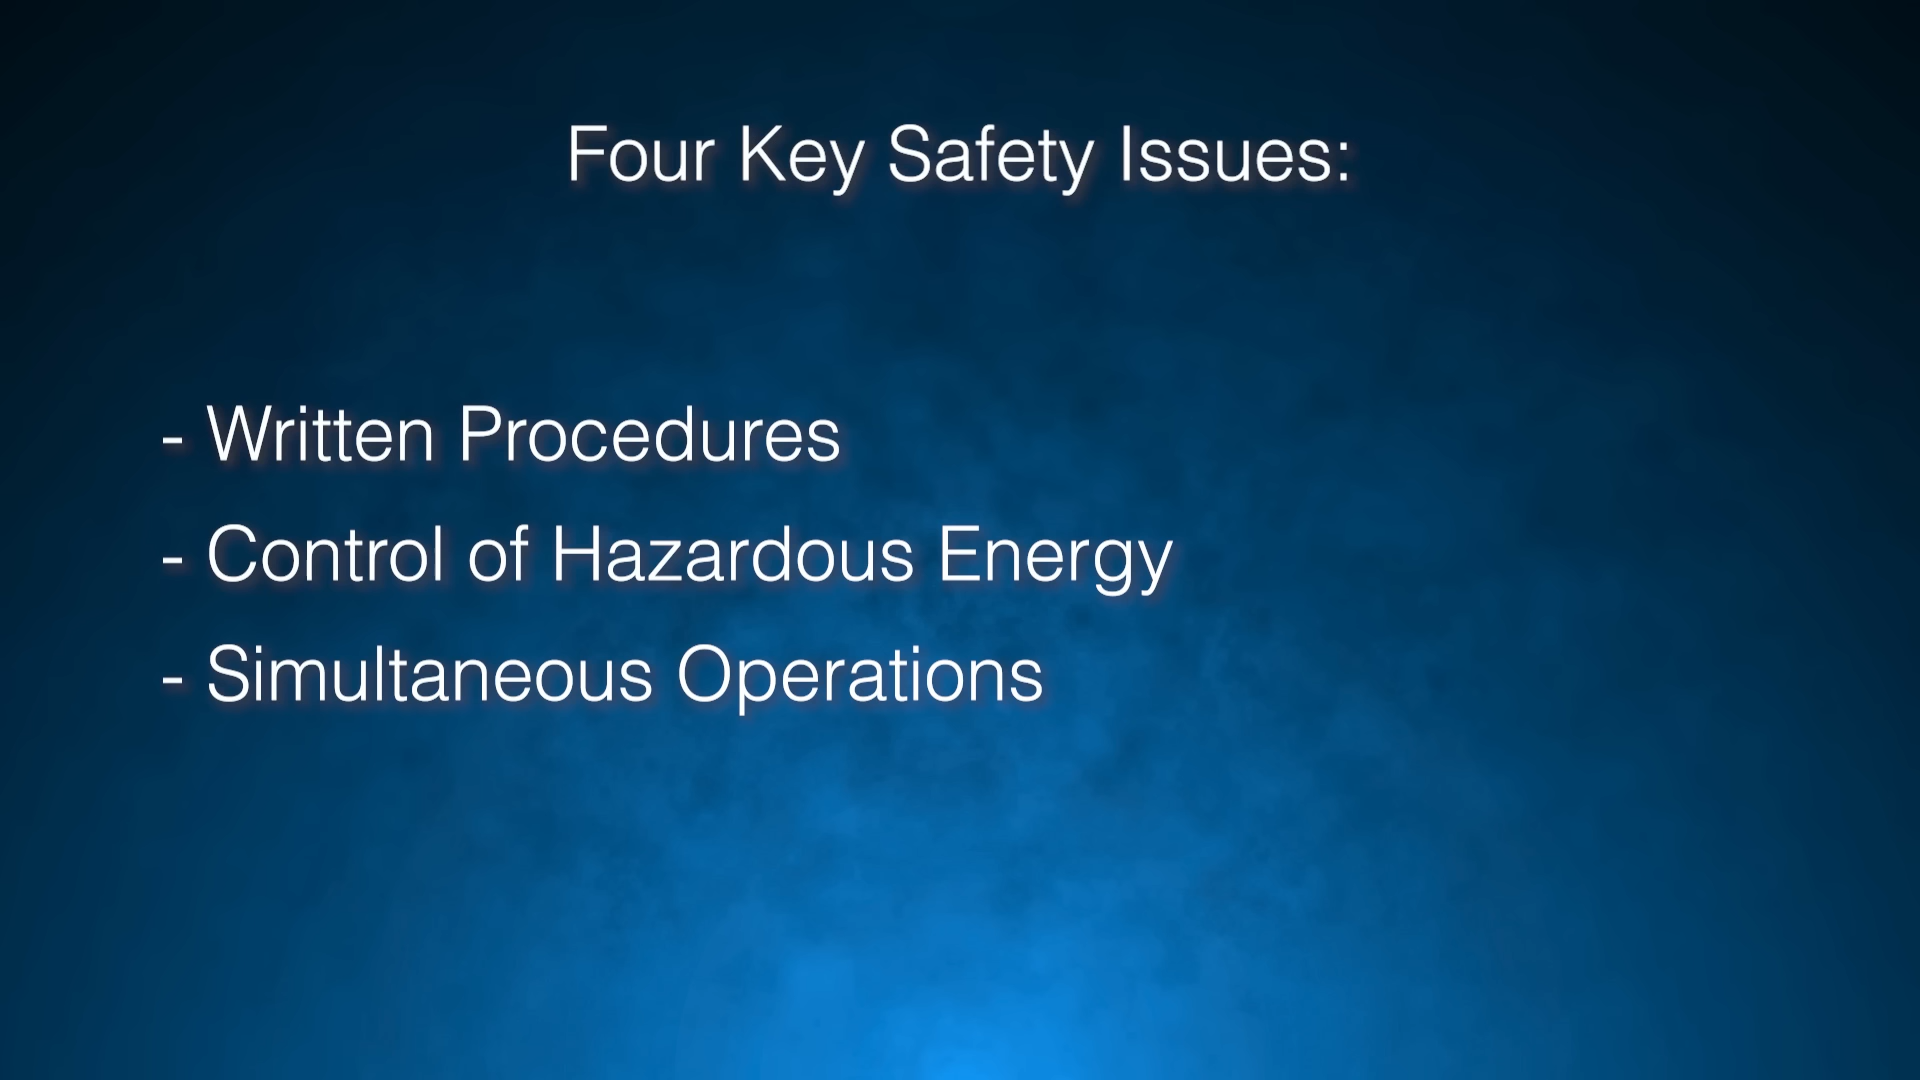 Four Key Safety Issues:
- Written Procedures
- Control of Hazardous Energy
- Simultaneous Operations